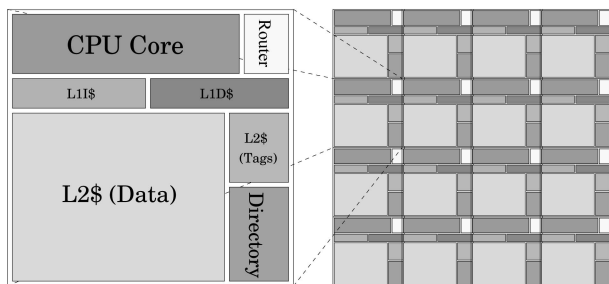 CPU Core
Router
L1I$
L1D$
L2$ (Data)
L2$
(Tags)
Directory